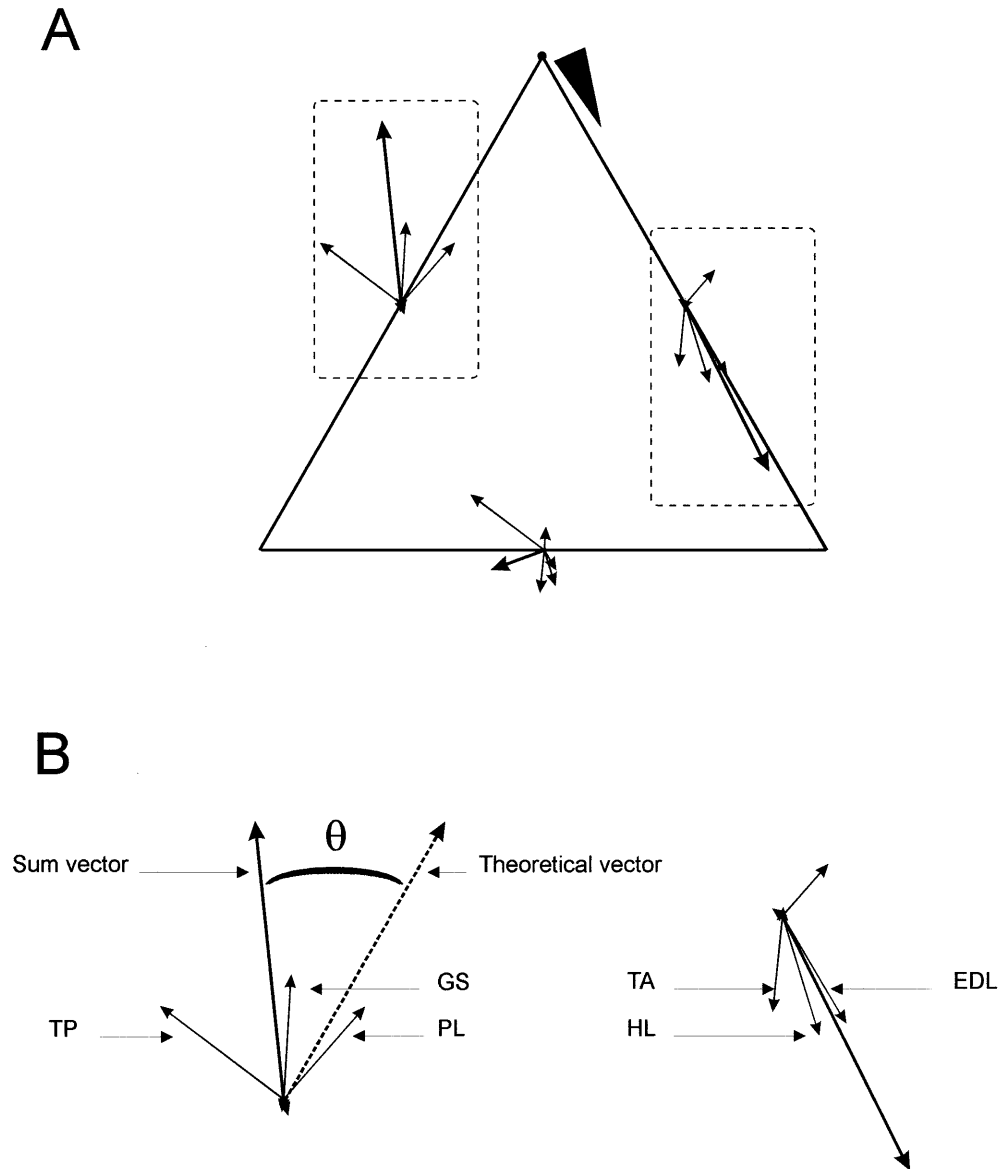 A
B
θ
Sum vector
Theoretical vector
GS
TP
PL
TA
EDL
HL